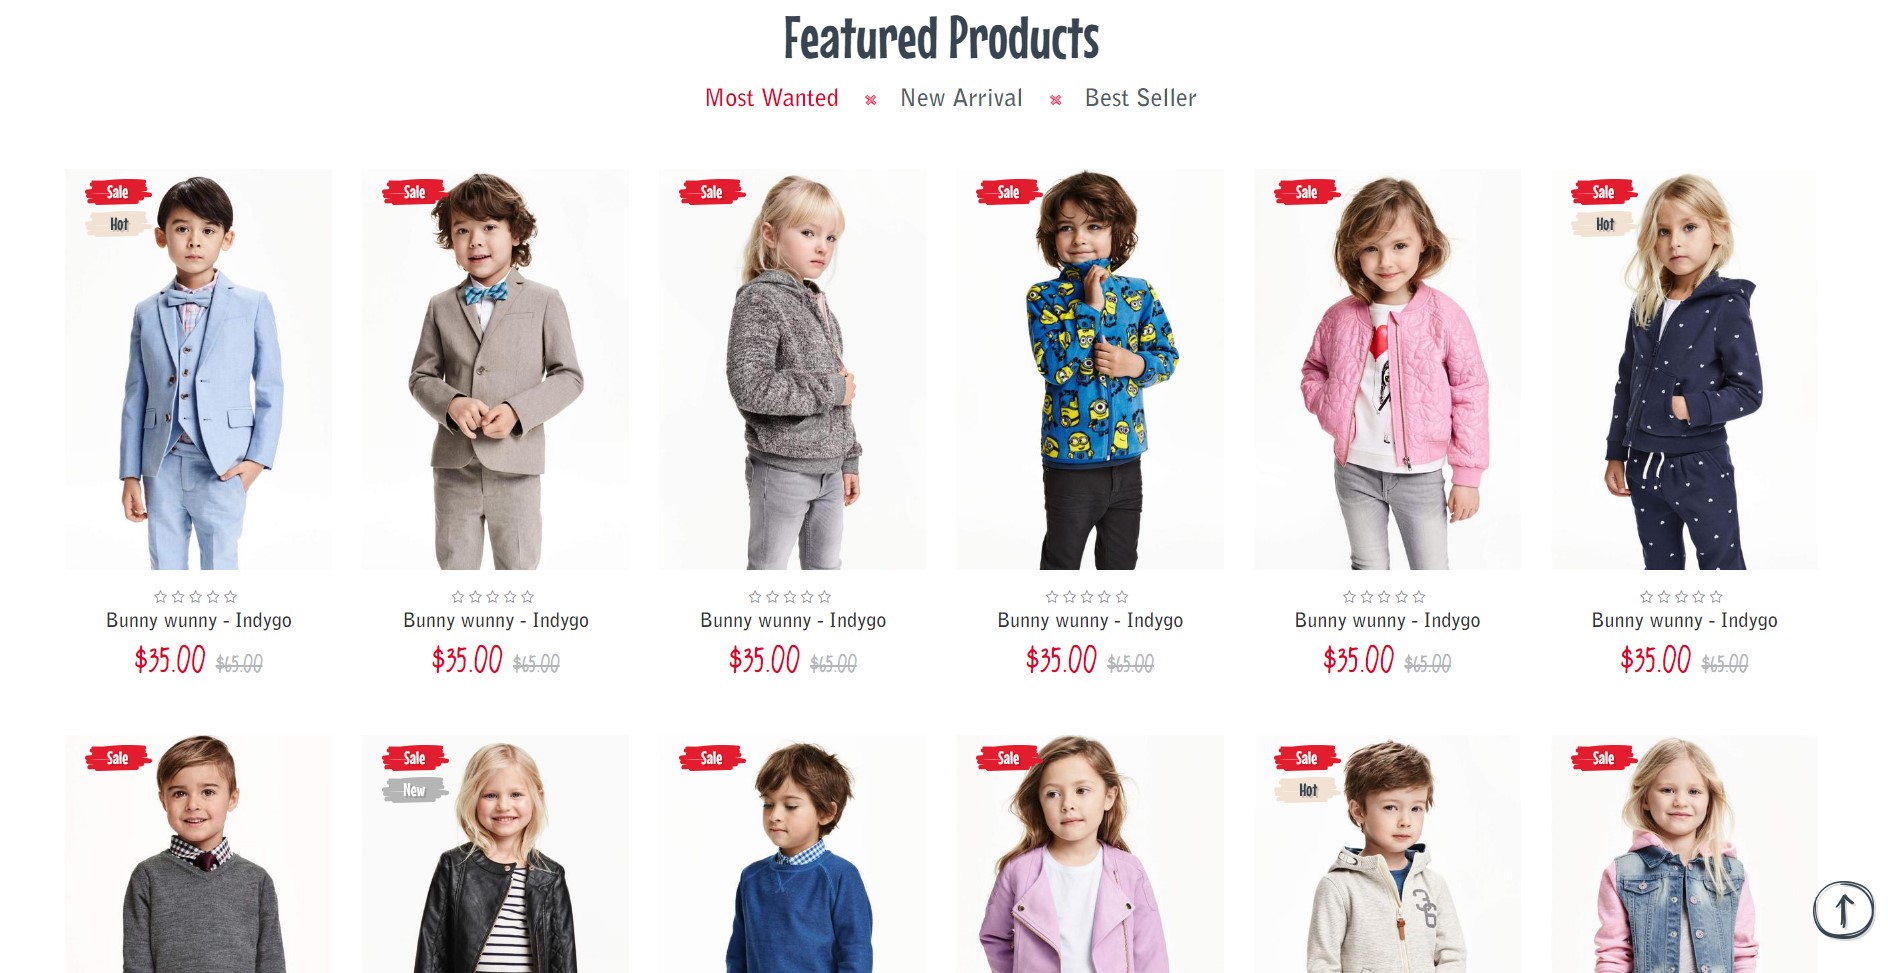 Featured Products
Most Wanted New Arrival Best Seller
Sale Sale Sale Sale Sale Sale
Hot Hot
Bunny wunny - Indygo Bunny wunny - Indygo Bunny wunny - Indygo Bunny wunny - Indygo Bunny wunny - Indygo Bunny wunny - Indygo
$35.00 $65.00 $35.00 $65.00 $35.00 $65.00 $35.00 $65.00 $35.00 $65.00 $35.00 $65.00
Sale Sale Sale Sale Sale Sale
New Hot
36